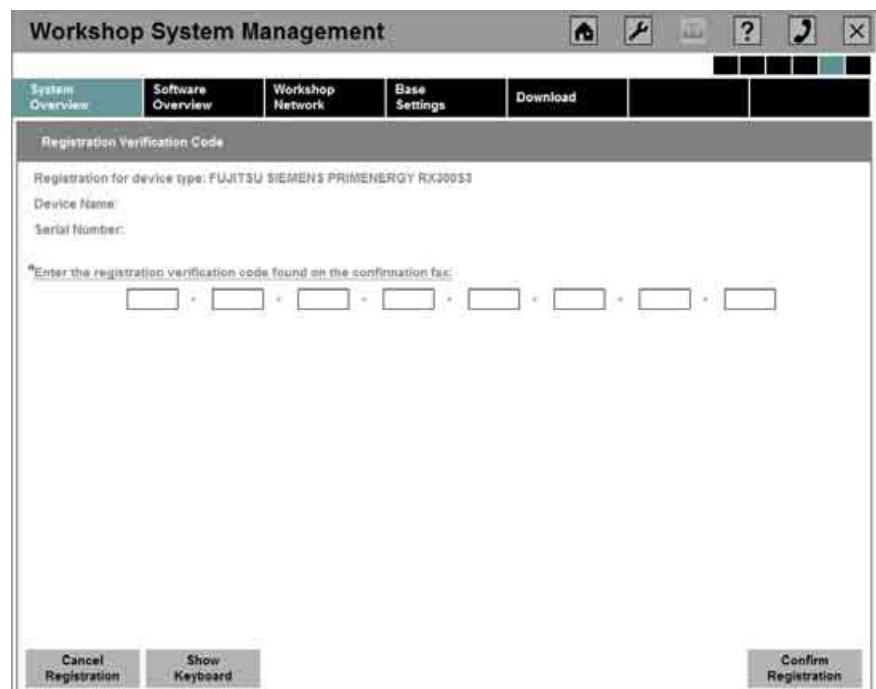 Workshop System Management
System Overview
Software Overview
Workshop Network
Base Settings
Download
Registration Verification Code
Registration for device type: FUJITSU SIEMENS PRIMENERGY RX300S3
Device Name:
Serial Number:
*Enter the registration verification code found on the confirmation fax:
Cancel Registration
Show Keyboard
Confirm Registration